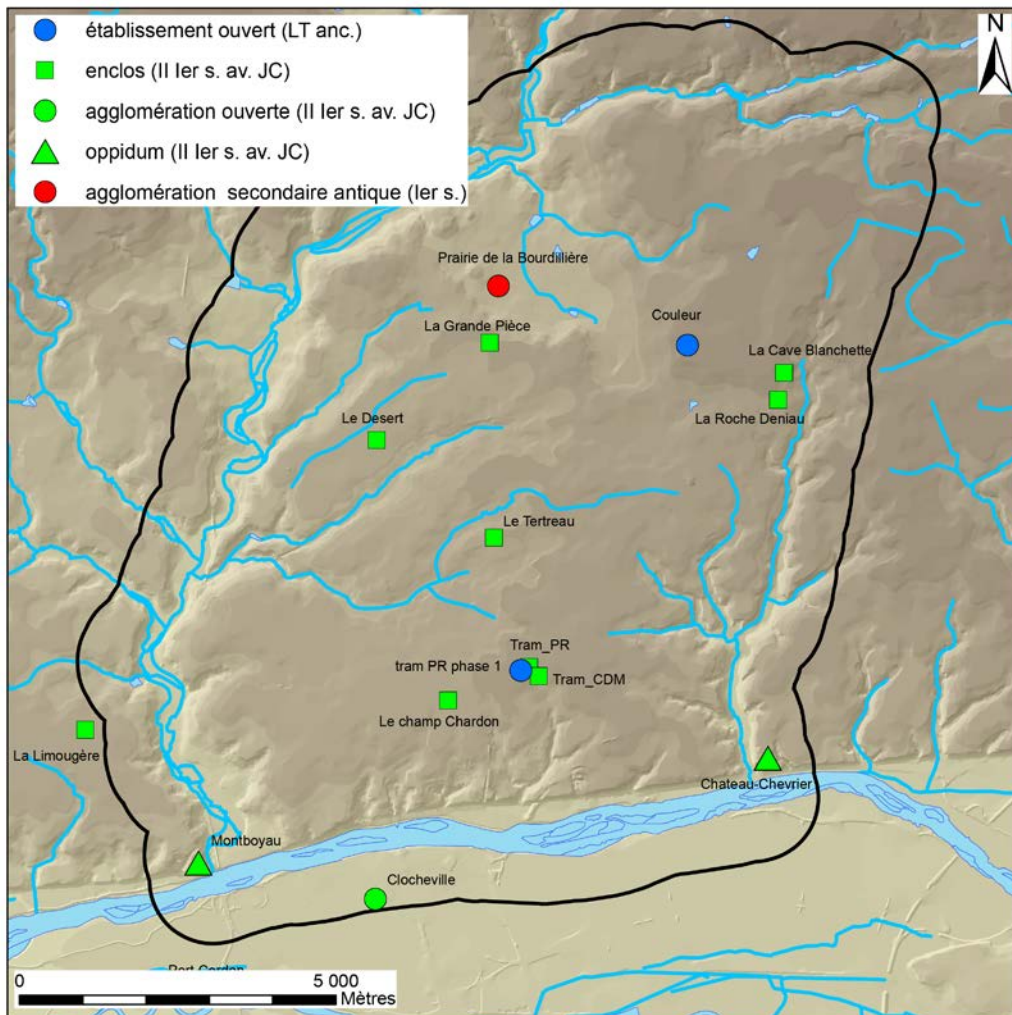 établissement ouvert (LT anc.)
enclos (II Ier s. av. JC)
agglomération ouverte (II Ier s. av. JC)
oppidum (II Ier s. av. JC)
agglomération secondaire antique (Ier s.)
N
Prairie de la Bourdillière
La Grande Pièce
Couleur
La Cave Blanchette
La Roche Deniau
Le Desert
Le Tertreau
Tram_PR
tram PR phase 1
Tram_CDM
Le champ Chardon
La Limougère
Chateau-Chevrier
Montboyau
Clocheville
0
5 000
Mètres